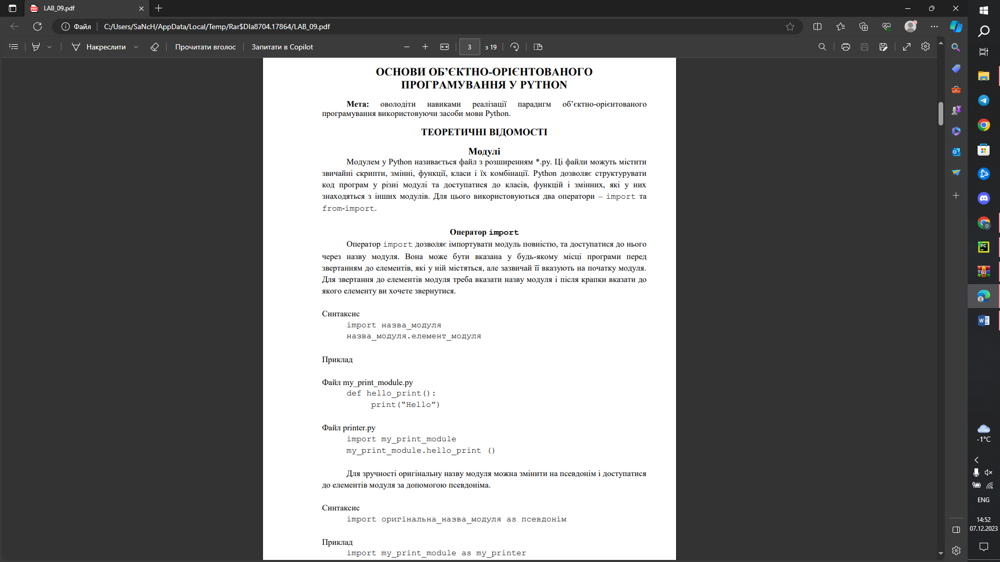 LAB_09.pdf
Файл
C:/Users/SaNcH/AppData/Local/Temp/Rar$DIa8704.17864/LAB_09.pdf
Накреслити
Прочитати вголос
Запитати в Copilot
3
з 19
ОСНОВИ ОБ’ЄКТНО-ОРІЄНТОВАНОГО
ПРОГРАМУВАННЯ У PYTHON
Мета: оволодіти навиками реалізації парадигм об’єктно-орієнтованого
програмування використовуючи засоби мови Python.
ТЕОРЕТИЧНІ ВІДОМОСТІ
Модулі
Модулем у Python називається файл з розширенням *.py. Ці файли можуть містити
звичайні скрипти, змінні, функції, класи і їх комбінації. Python дозволяє структурувати
код програм у різні модулі та доступатися до класів, функцій і змінних, які у них
знаходяться з інших модулів. Для цього використовуються два оператори – import та
from-import.
Оператор import
Оператор import дозволяє імпортувати модуль повністю, та доступатися до нього
через назву модуля. Вона може бути вказана у будь-якому місці програми перед
звертанням до елементів, які у ній містяться, але зазвичай її вказують на початку модуля.
Для звертання до елементів модуля треба вказати назву модуля і після крапки вказати до
якого елементу ви хочете звернутися.
Синтаксис
import назва_модуля
назва_модуля.елемент_модуля
Приклад
Файл my_print_module.py
def hello_print():
print(“Hello”)
Файл printer.py
import my_print_module
my_print_module.hello_print ()
Для зручності оригінальну назву модуля можна змінити на псевдонім і доступатися
до елементів модуля за допомогою псевдоніма.
Синтаксис
import оригінальна_назва_модуля as псевдонім
Приклад
import my_print_module as my_printer
-1°C
ENG
14:52
07.12.2023